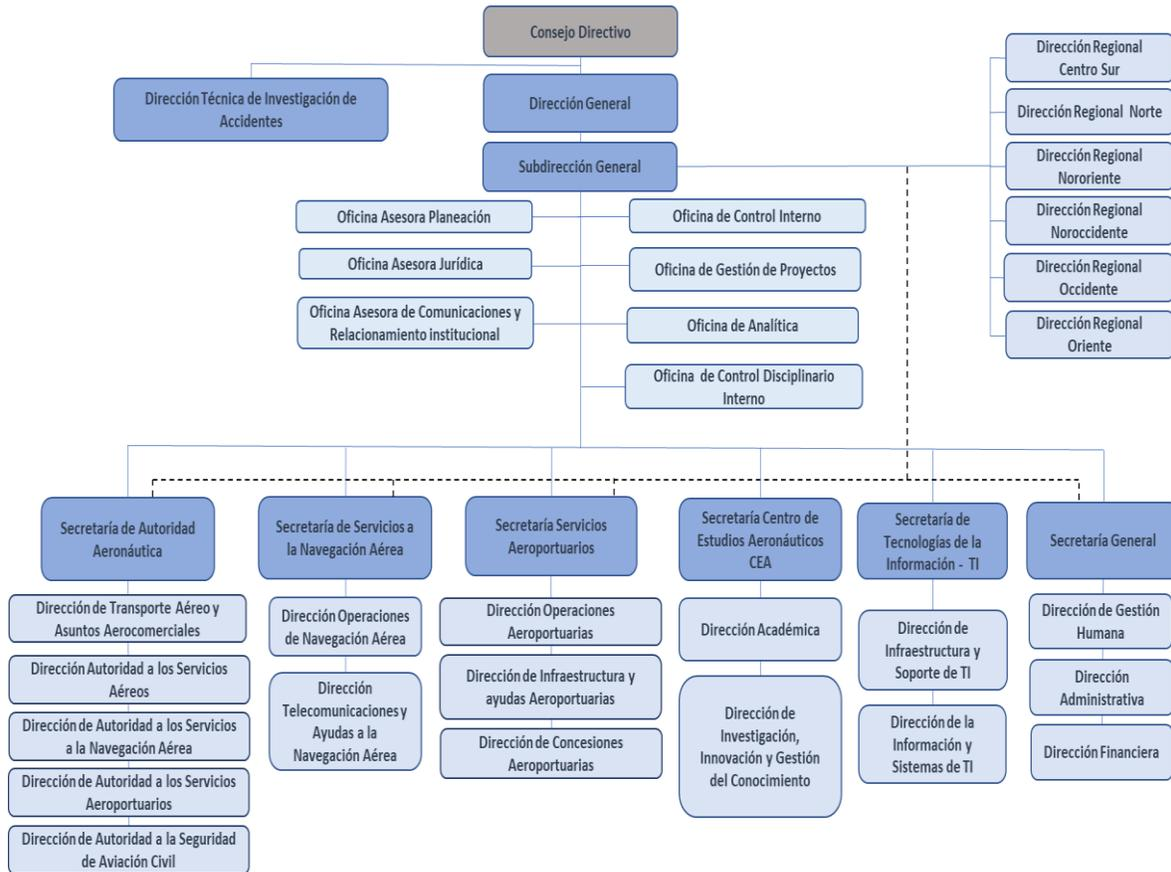 Consejo Directivo
Dirección Técnica de Investigación de
Accidentes
Dirección General
Subdirección General
Dirección Regional
Centro Sur
Dirección Regional Norte
Dirección Regional
Nororiente
Dirección Regional
Noroccidente
Dirección Regional
Occidente
Dirección Regional
Oriente
Oficina Asesora Planeación
Oficina de Control Interno
Oficina Asesora Jurídica
Oficina de Gestión de Proyectos
Oficina Asesora de Comunicaciones y
Relacionamiento institucional
Oficina de Analítica
Oficina de Control Disciplinario
Interno
Secretaría de Autoridad
Aeronáutica
Dirección de Transporte Aéreo y
Asuntos Aerocomerciales
Dirección Autoridad a los Servicios
Aéreos
Dirección de Autoridad a los Servicios
a la Navegación Aérea
Dirección de Autoridad a los Servicios
Aeroportuarios
Dirección de Autoridad a la Seguridad
de Aviación Civil
Secretaría de Servicios a
la Navegación Aérea
Dirección Operaciones
de Navegación Aérea
Dirección
Telecomunicaciones y
Ayudas a la
Navegación Aérea
Secretaría Servicios
Aeroportuarios
Dirección Operaciones
Aeroportuarias
Dirección de Infraestructura y
ayudas Aeroportuarias
Dirección de Concesiones
Aeroportuarias
Secretaría Centro de
Estudios Aeronáuticos
CEA
Dirección Académica
Dirección de
Investigación,
Innovación y Gestión
del Conocimiento
Secretaría de
Tecnologías de la
Información - TI
Dirección de
Infraestructura y
Soporte de TI
Dirección de la
Información y
Sistemas de TI
Secretaría General
Dirección de Gestión
Humana
Dirección
Administrativa
Dirección Financiera